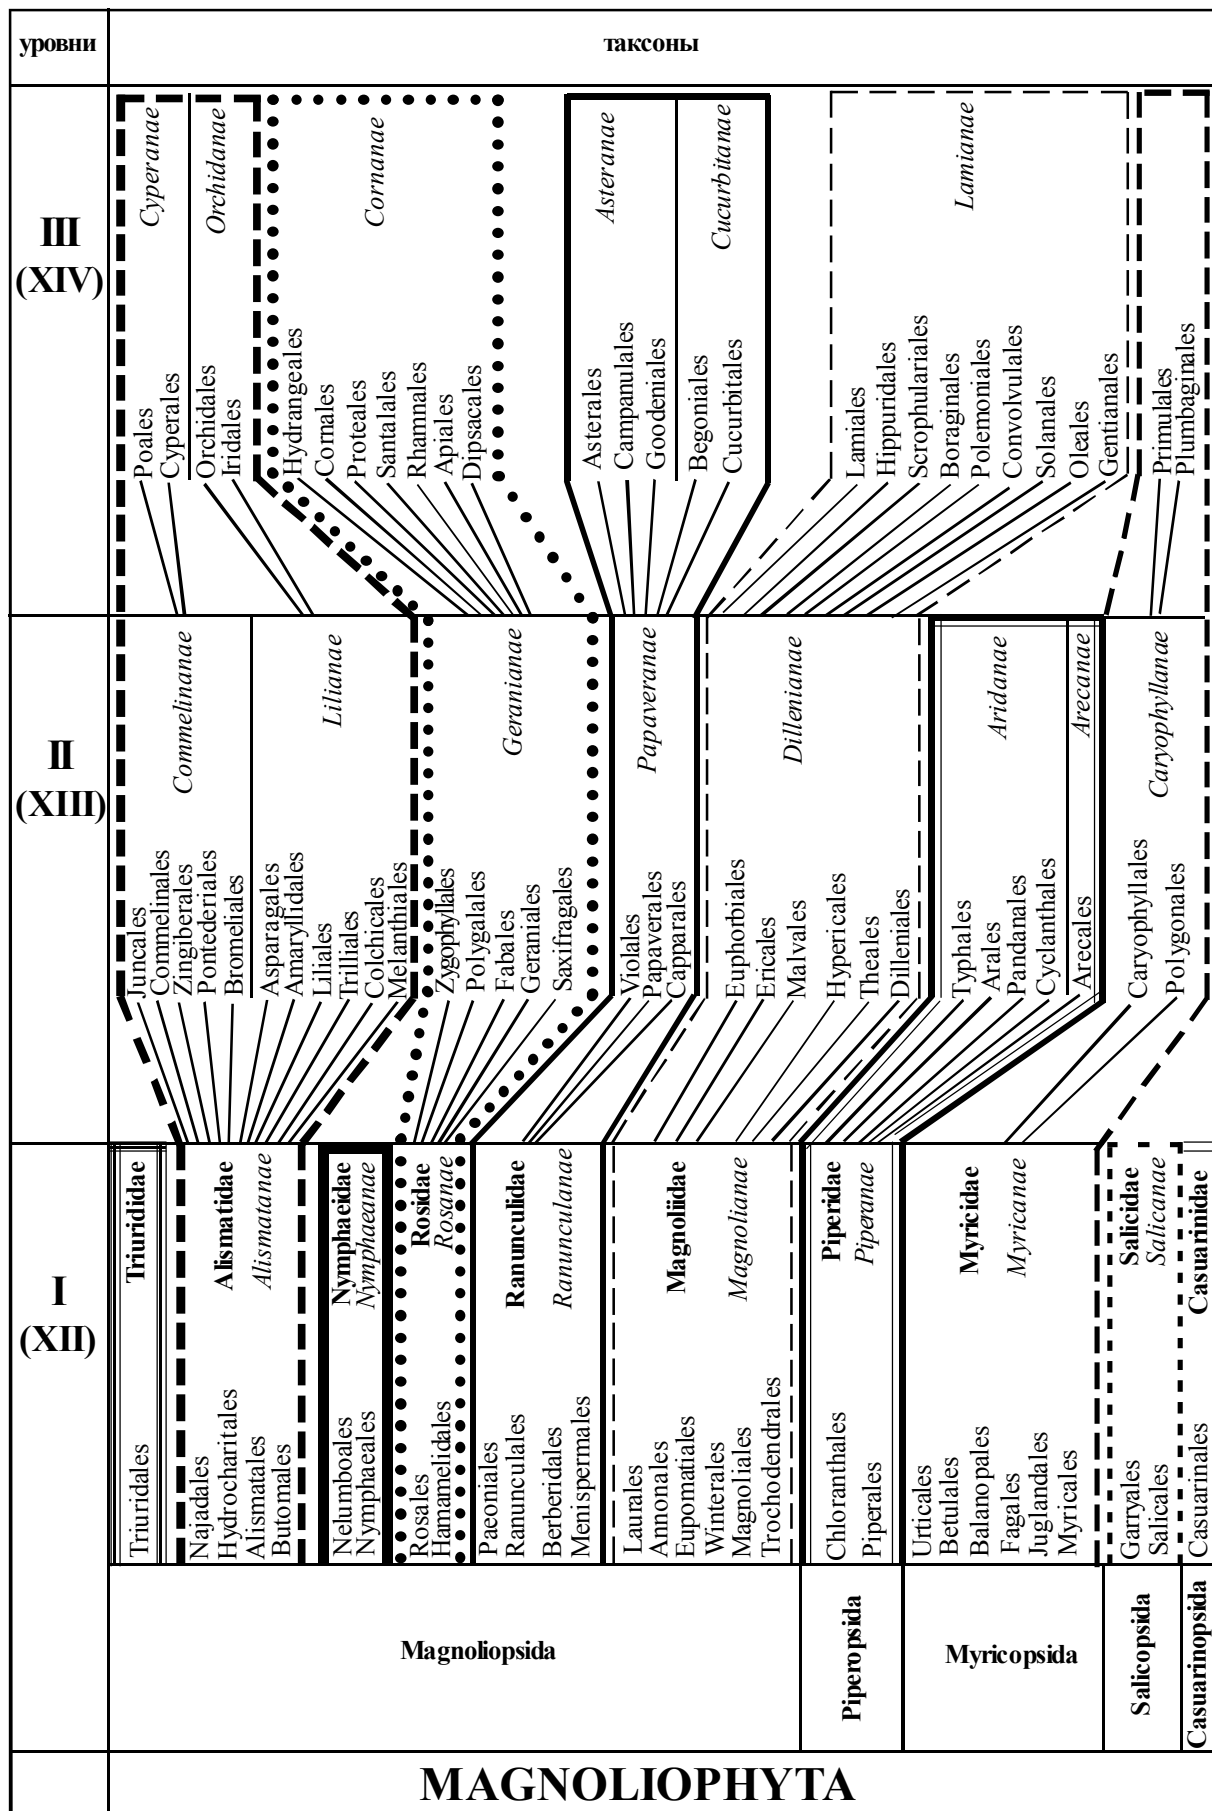 уровни
таксоны
III
(XIV)
Cyperanae
Orchidanae
Cornanae
Asteranae
Cucurbitanae
Lamianae
Poales
Cyperales
Orchidales
Iridales
Hydrangeales
Cornales
Proteales
Santalales
Rhamnales
Apiales
Dipsacales
Asterales
Campanulales
Goodeniales
Begoniales
Cucurbitales
Lamiales
Hippuridales
Scrophulariales
Boraginales
Polemoniales
Convolvulales
Solanales
Oleales
Gentianales
Primulales
Plumbaginales
II
(XIII)
Commelinanae
Lilianae
Geranianae
Papaveranae
Dillenianae
Aridanae
Arecanae
Caryophyllanae
Juncales
Commelinales
Zingiberales
Pontederiales
Bromeliales
Asparagales
Amaryllidales
Liliales
Trilliales
Colchicales
Melanthiales
Zygophyllales
Polygalales
Fabales
Geraniales
Saxifragales
Violales
Papaverales
Capparales
Euphorbiales
Ericales
Malvales
Hypericales
Theales
Dilleniales
Typhales
Arales
Pandanales
Cyclanthales
Arecales
Caryophyllales
Polygonales
I
(XII)
Triurididae
Alismatidae
Alismatanae
Nymphaeidae
Nymphaeanae
Rosidae
Rosanae
Ranunculidae
Ranunculanae
Magnoliidae
Magnolianae
Piperidae
Piperanae
Myricidae
Myricanae
Salicidae
Salicanae
Casuarinidae
Triuridales
Najadales
Hydrocharitales
Alismatales
Butomales
Nelumboales
Nymphaeales
Rosales
Hamamelidales
Paeoniales
Ranunculales
Berberidales
Menispermales
Laurales
Annonales
Eupomatiales
Winterales
Magnoliales
Trochodendrales
Chloranthales
Piperales
Urticales
Betulales
Balanopales
Fagales
Juglandales
Myricales
Garryales
Salicales
Casuarinales
Magnoliopsida
Piperopsida
Myricopsida
Salicopsida
Casuarinopsida
MAGNOLIOPHYTA